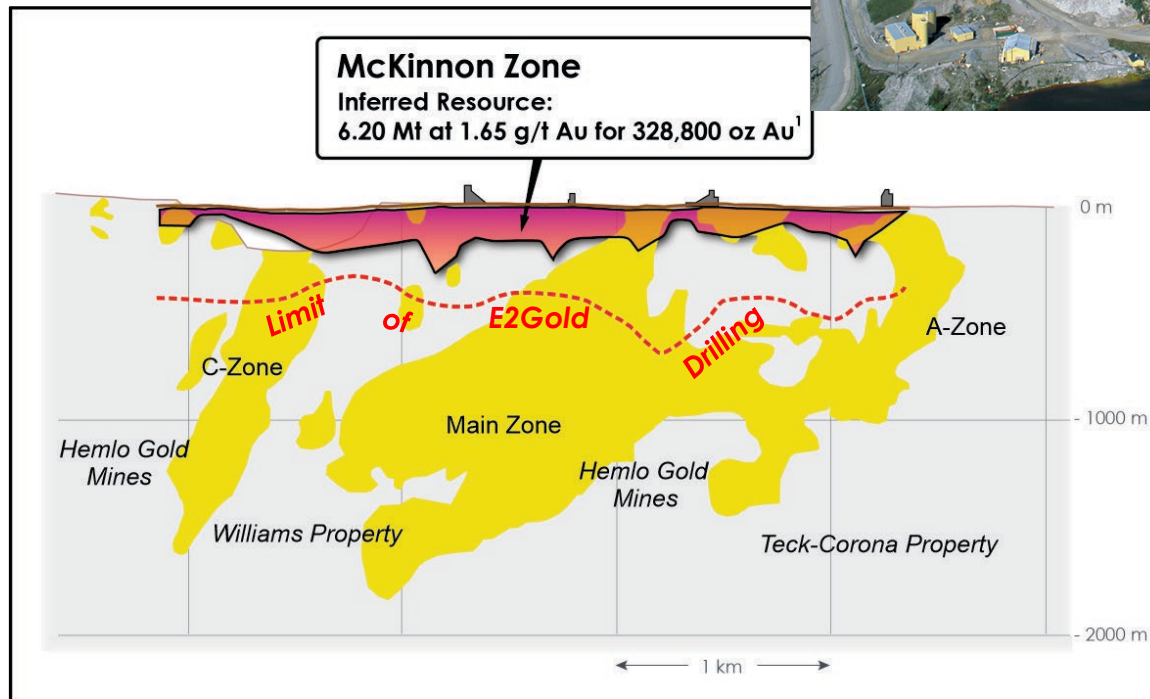 McKinnon Zone
Inferred Resource:
6.20 Mt at 1.65 g/t Au for 328,800 oz Au1
0 m
Limit of E2Gold Drilling
A-Zone
C-Zone
- 1000 m
Main Zone
Hemlo Gold
Mines
Hemlo Gold
Mines
Williams Property
Teck-Corona Property
- 2000 m
1 km